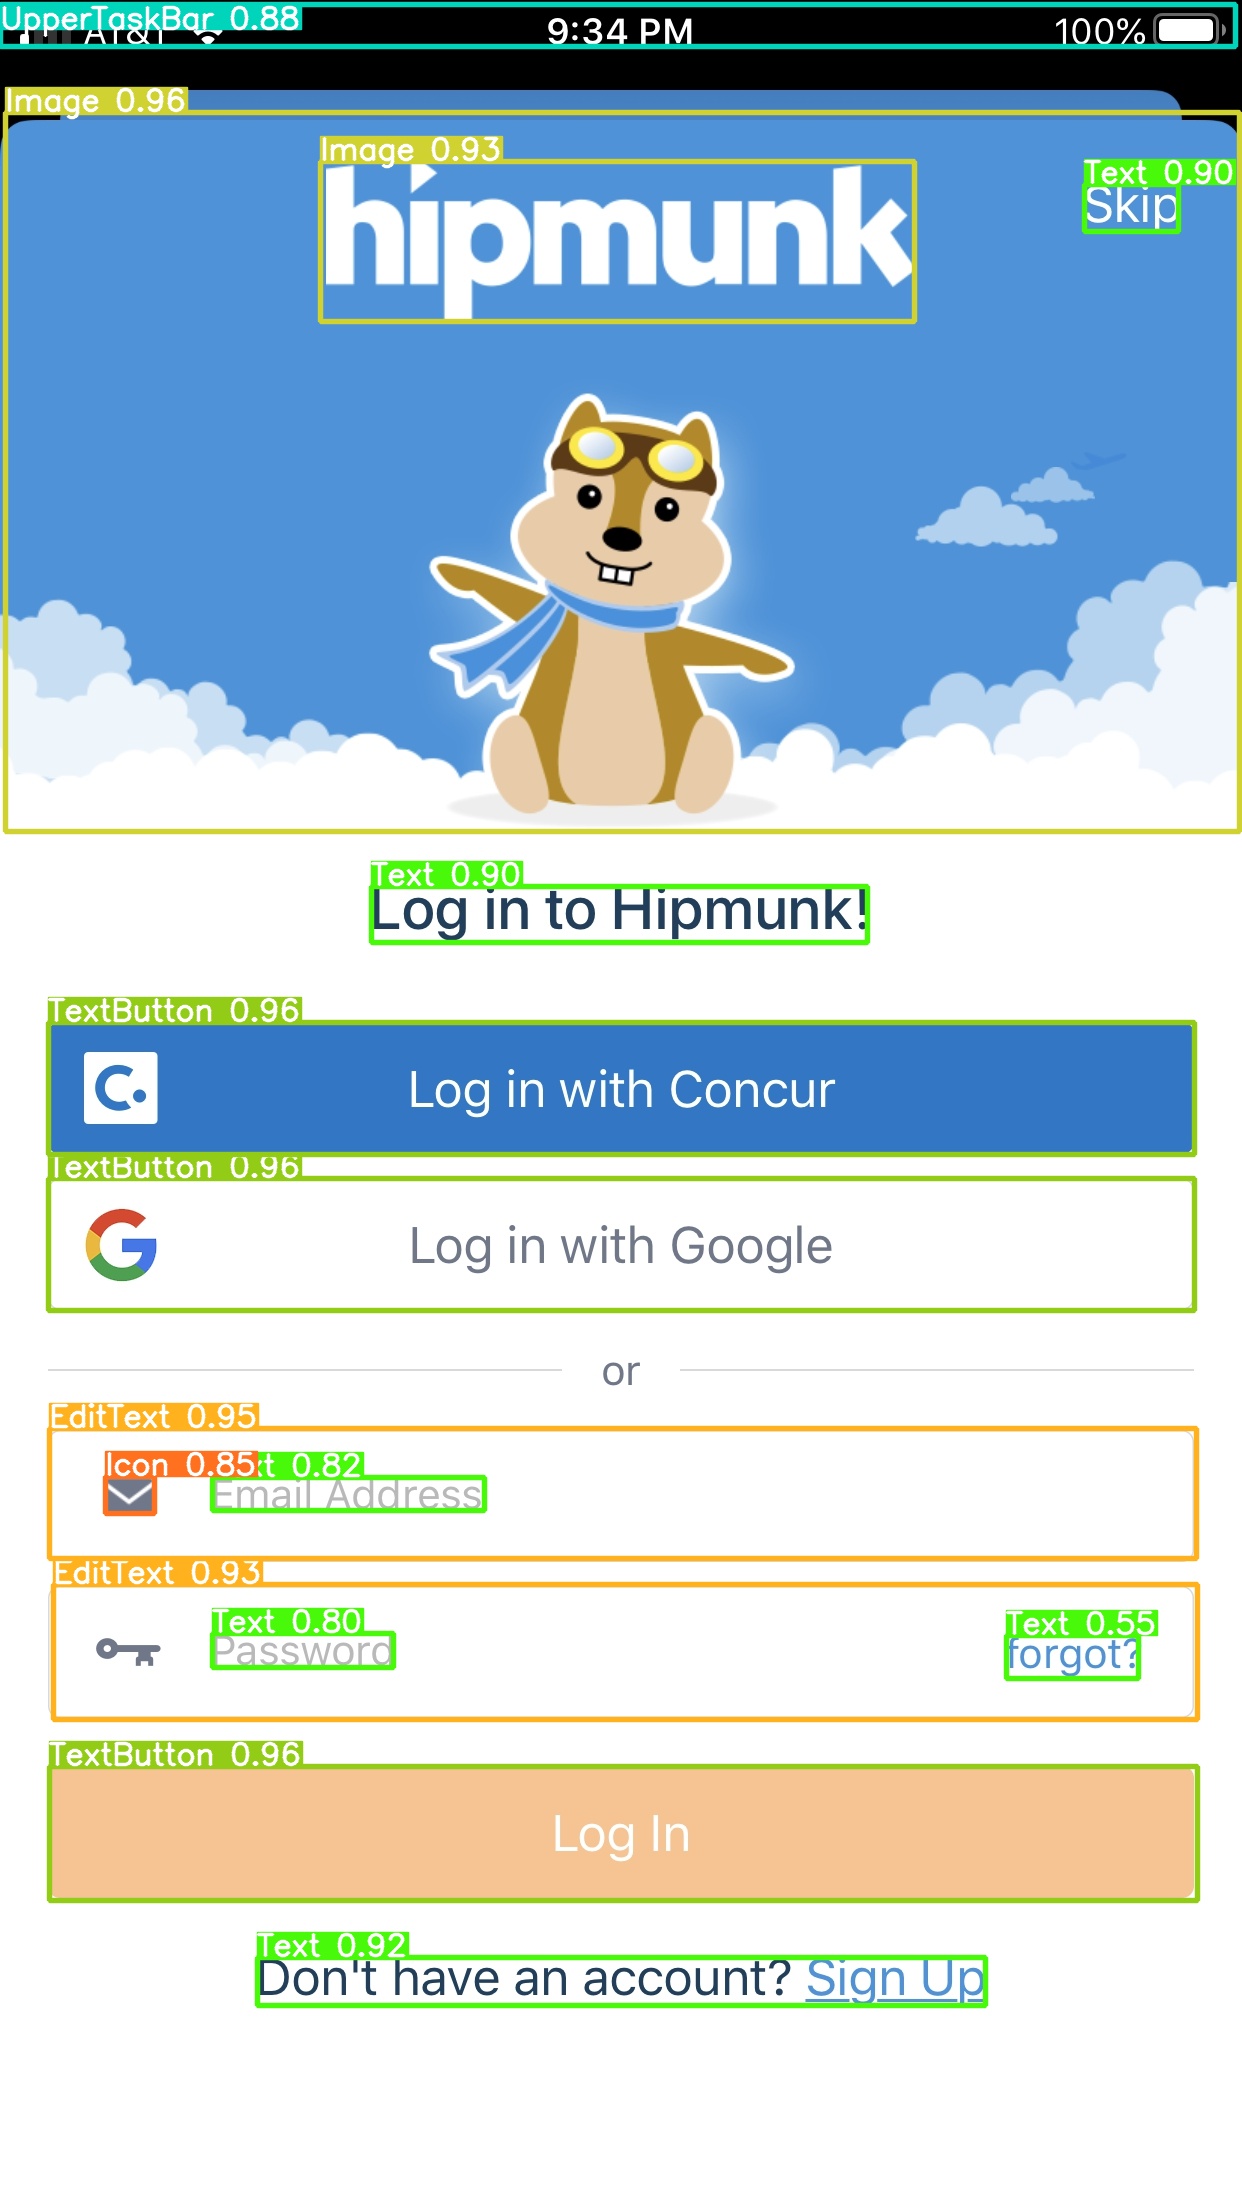 UpperTaskBar 0.88
AT&T 9:34 PM 100%
Image 0.96
Image 0.93
hipmunk
Text 0.90
Skip
Text 0.90
Log in to Hipmunk!
TextButton 0.96
Log in with Concur
TextButton 0.96
Log in with Google
or
EditText 0.95
Icon 0.85 xt 0.82
Email Address
EditText 0.93
Text 0.80
Password
Text 0.55
forgot?
TextButton 0.96
Log In
Text 0.92
Don't have an account? Sign Up